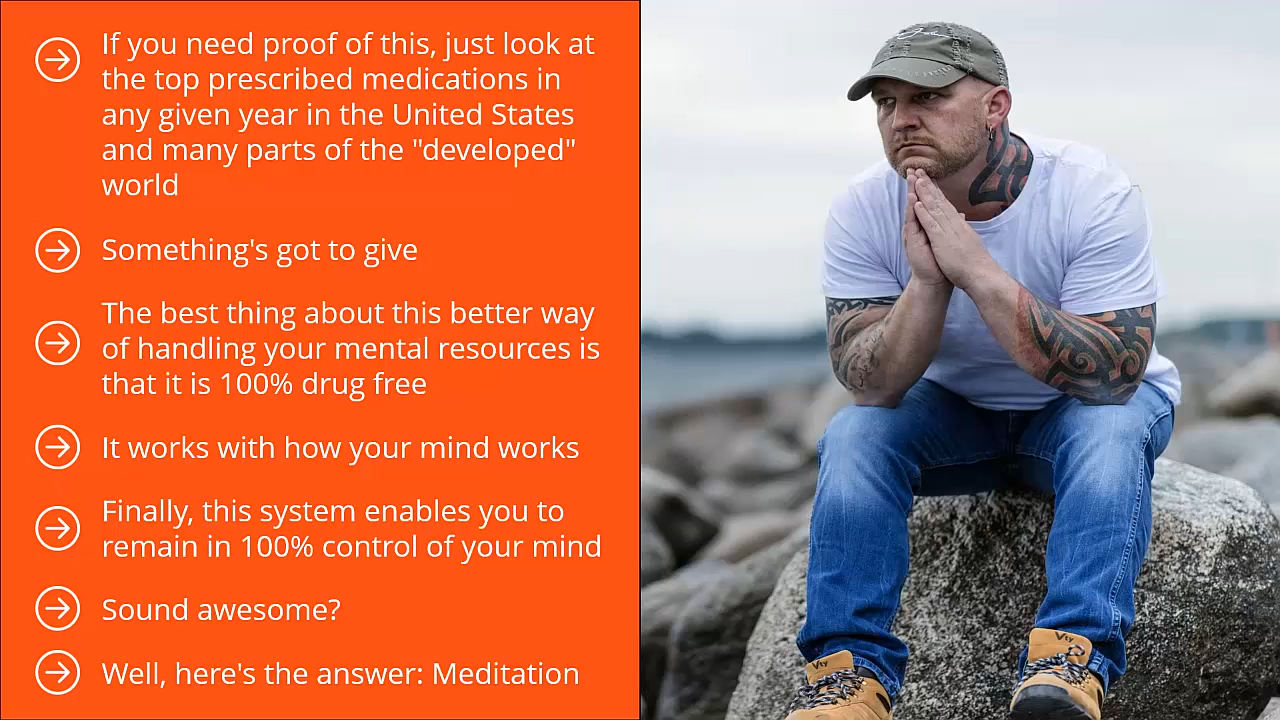 If you need proof of this, just look at
the top prescribed medications in
any given year in the United States
and many parts of the "developed"
world
Something's got to give
The best thing about this better way
of handling your mental resources is
that it is 100% drug free
It works with how your mind works
Finally, this system enables you to
remain in 100% control of your mind
Sound awesome?
Well, here's the answer: Meditation
Vty
Vty